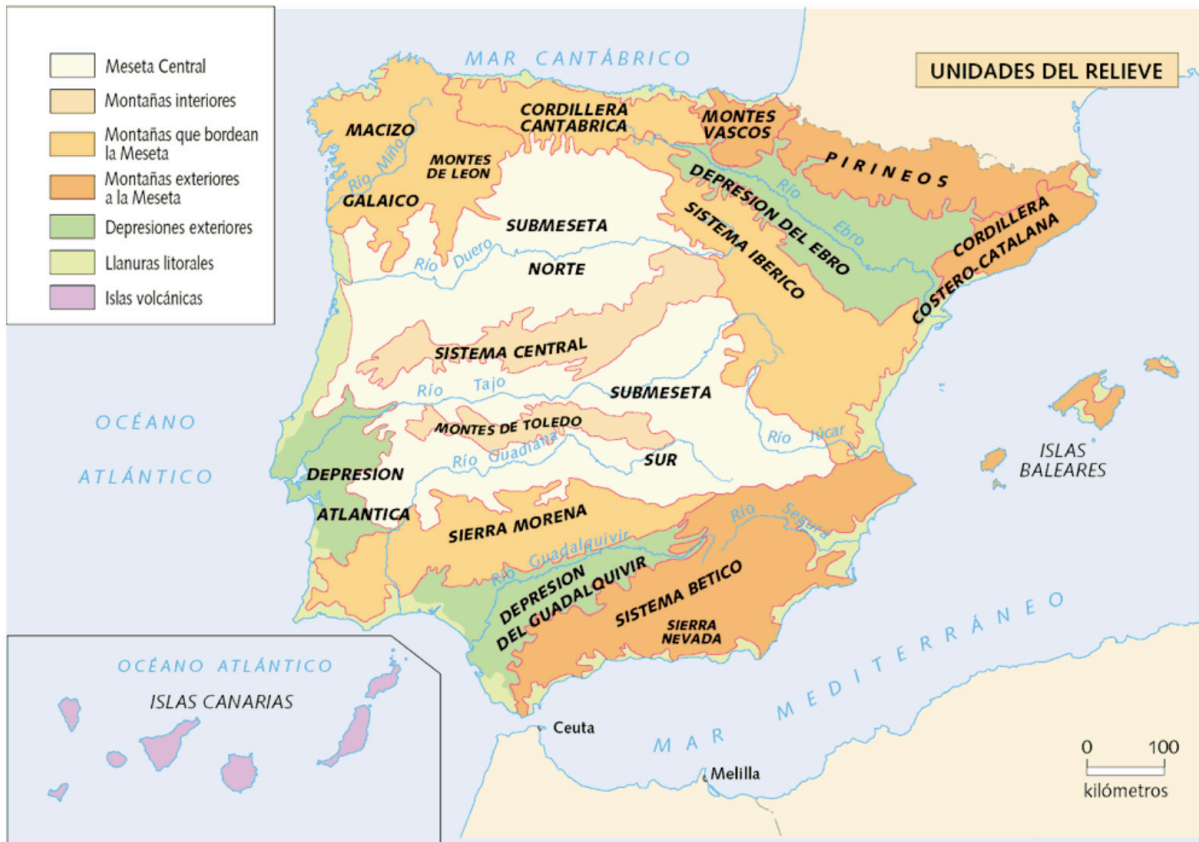 Meseta Central
Montañas interiores
Montañas que bordean
la Meseta
Montañas exteriores
a la Meseta
Depresiones exteriores
Llanuras litorales
Islas volcánicas
UNIDADES DEL RELIEVE
MAR CANTÁBRICO
MACIZO
GALAICO
Río Miño
MONTES
DE LEON
CORDILLERA
CANTABRICA
MONTES
VASCOS
PIRINEOS
DEPRESION DEL EBRO
Río Ebro
SISTEMA IBERICO
CORDILLERA
COSTERO-CATALANA
SUBMESETA
NORTE
Río Duero
SISTEMA CENTRAL
Río Tajo
SUBMESETA
SUR
MONTES DE TOLEDO
Río Guadiana
Río Júcar
OCÉANO
ATLÁNTICO
DEPRESION
ATLANTICA
SIERRA MORENA
Río Guadalquivir
DEPRESION
DEL GUADALQUIVIR
Río Segura
SISTEMA BETICO
SIERRA
NEVADA
ISLAS
BALEARES
MAR MEDITERRÁNEO
OCÉANO ATLÁNTICO
ISLAS CANARIAS
Ceuta
Melilla
0 100
kilómetros